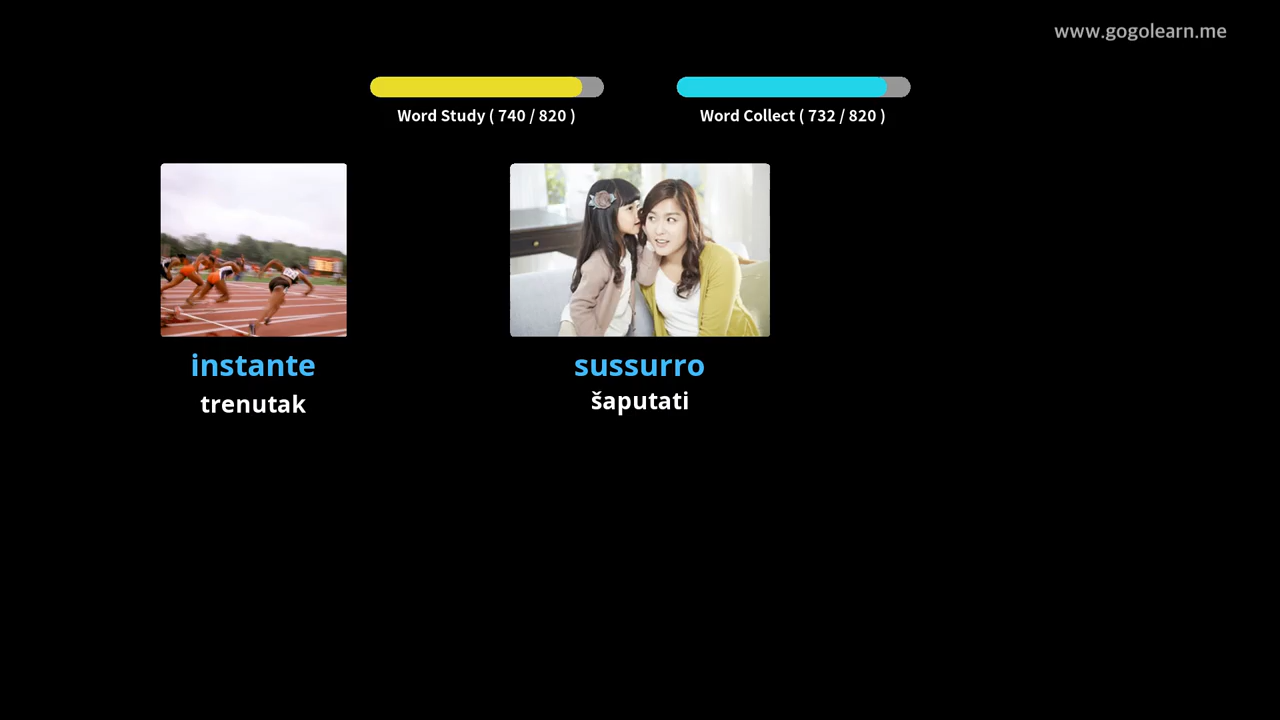 www.gogolearn.me
Word Study ( 740 / 820 )
Word Collect ( 732 / 820 )
instante
trenutak
sussurro
šaputati